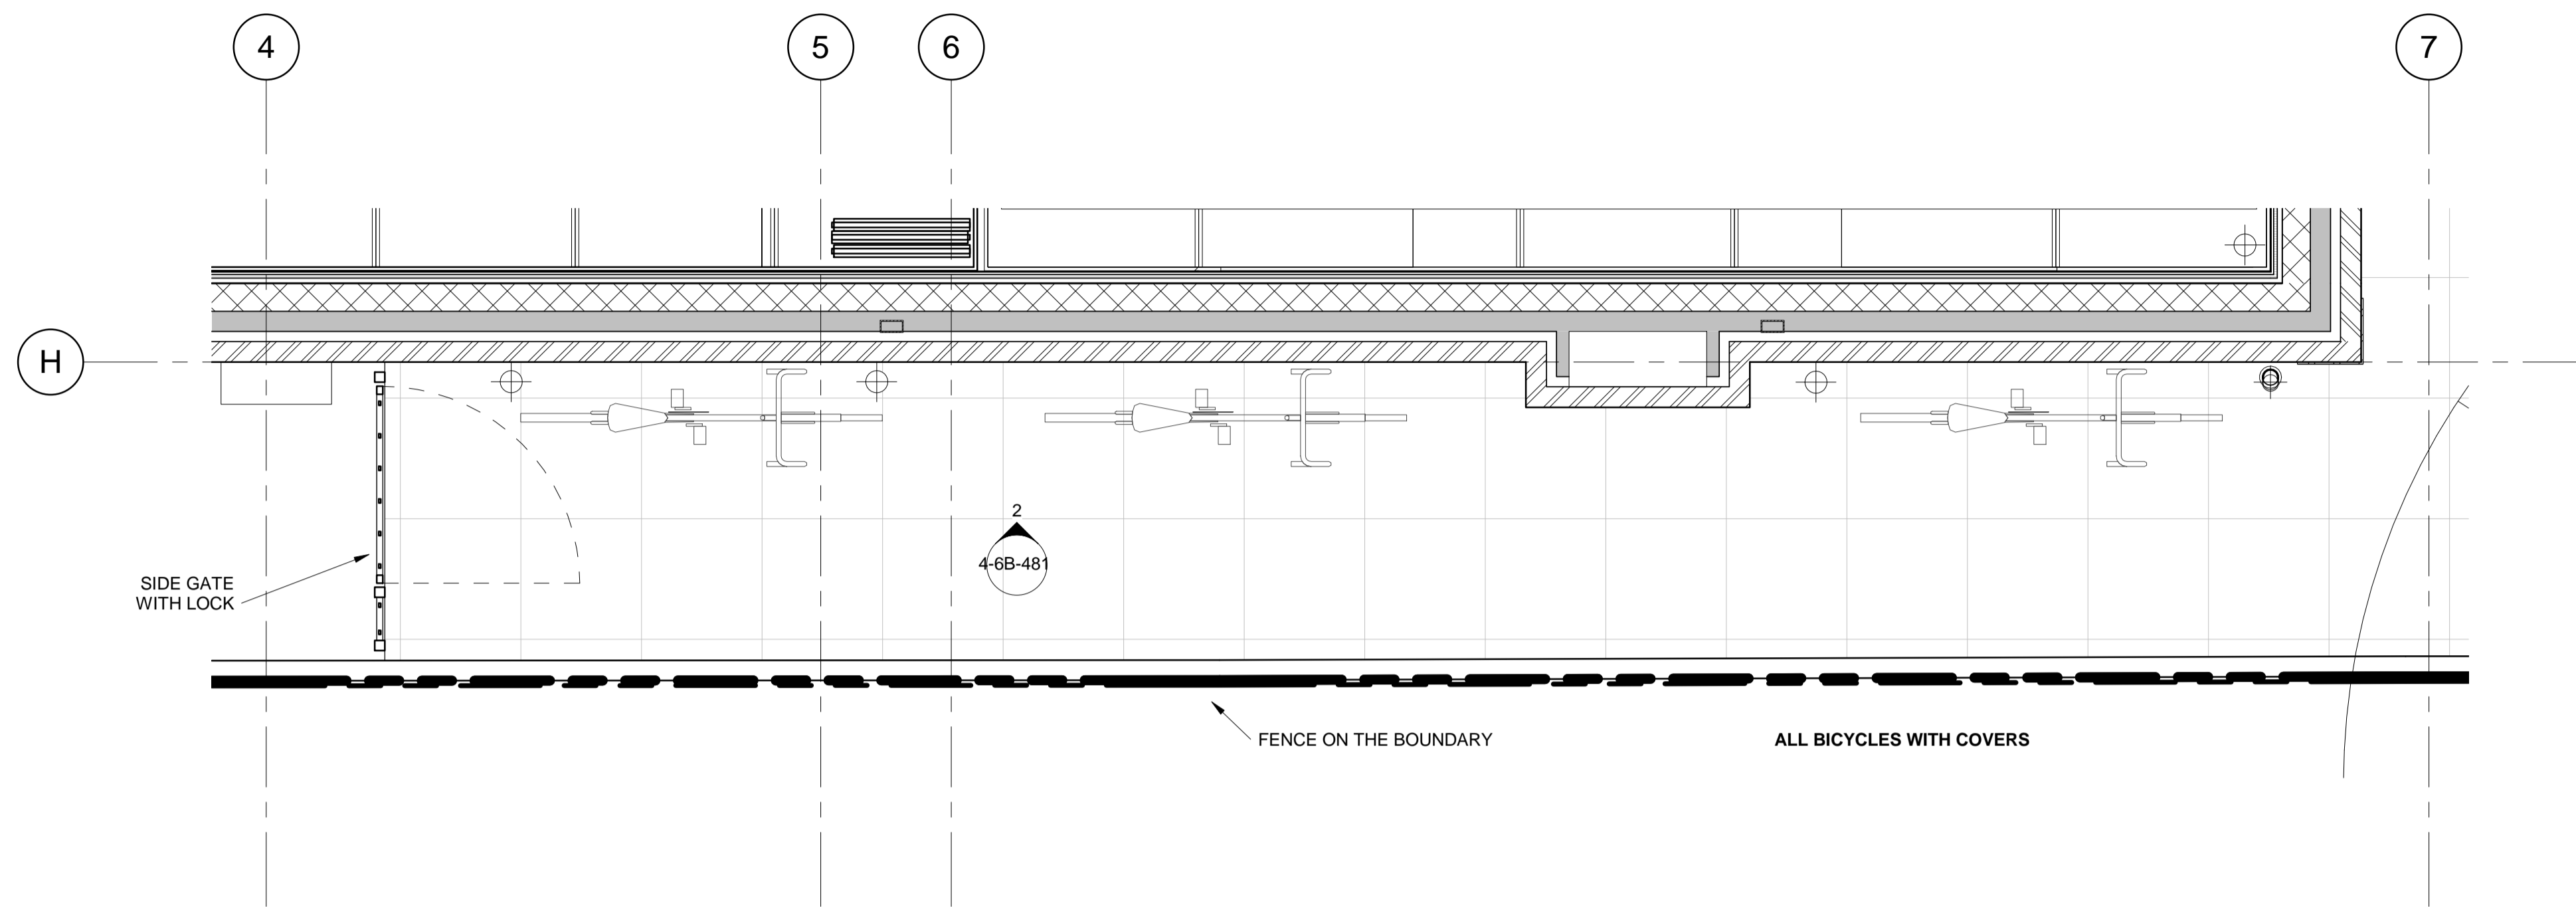 4
5
6
7
H
2
4-6B-481
SIDE GATE
WITH LOCK
FENCE ON THE BOUNDARY
ALL BICYCLES WITH COVERS